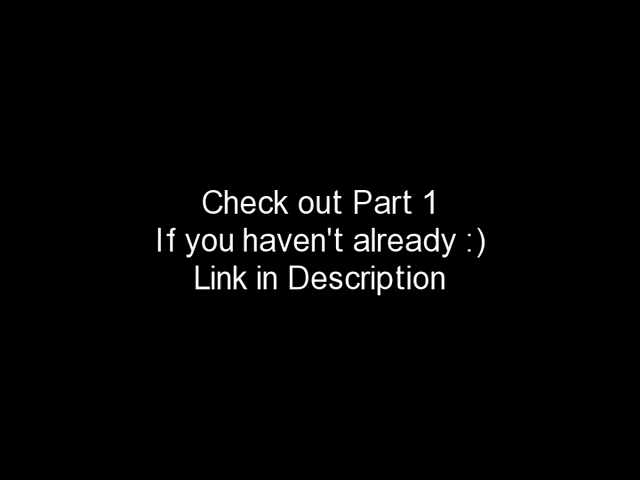 Check out Part 1
If you haven't already :)
Link in Description